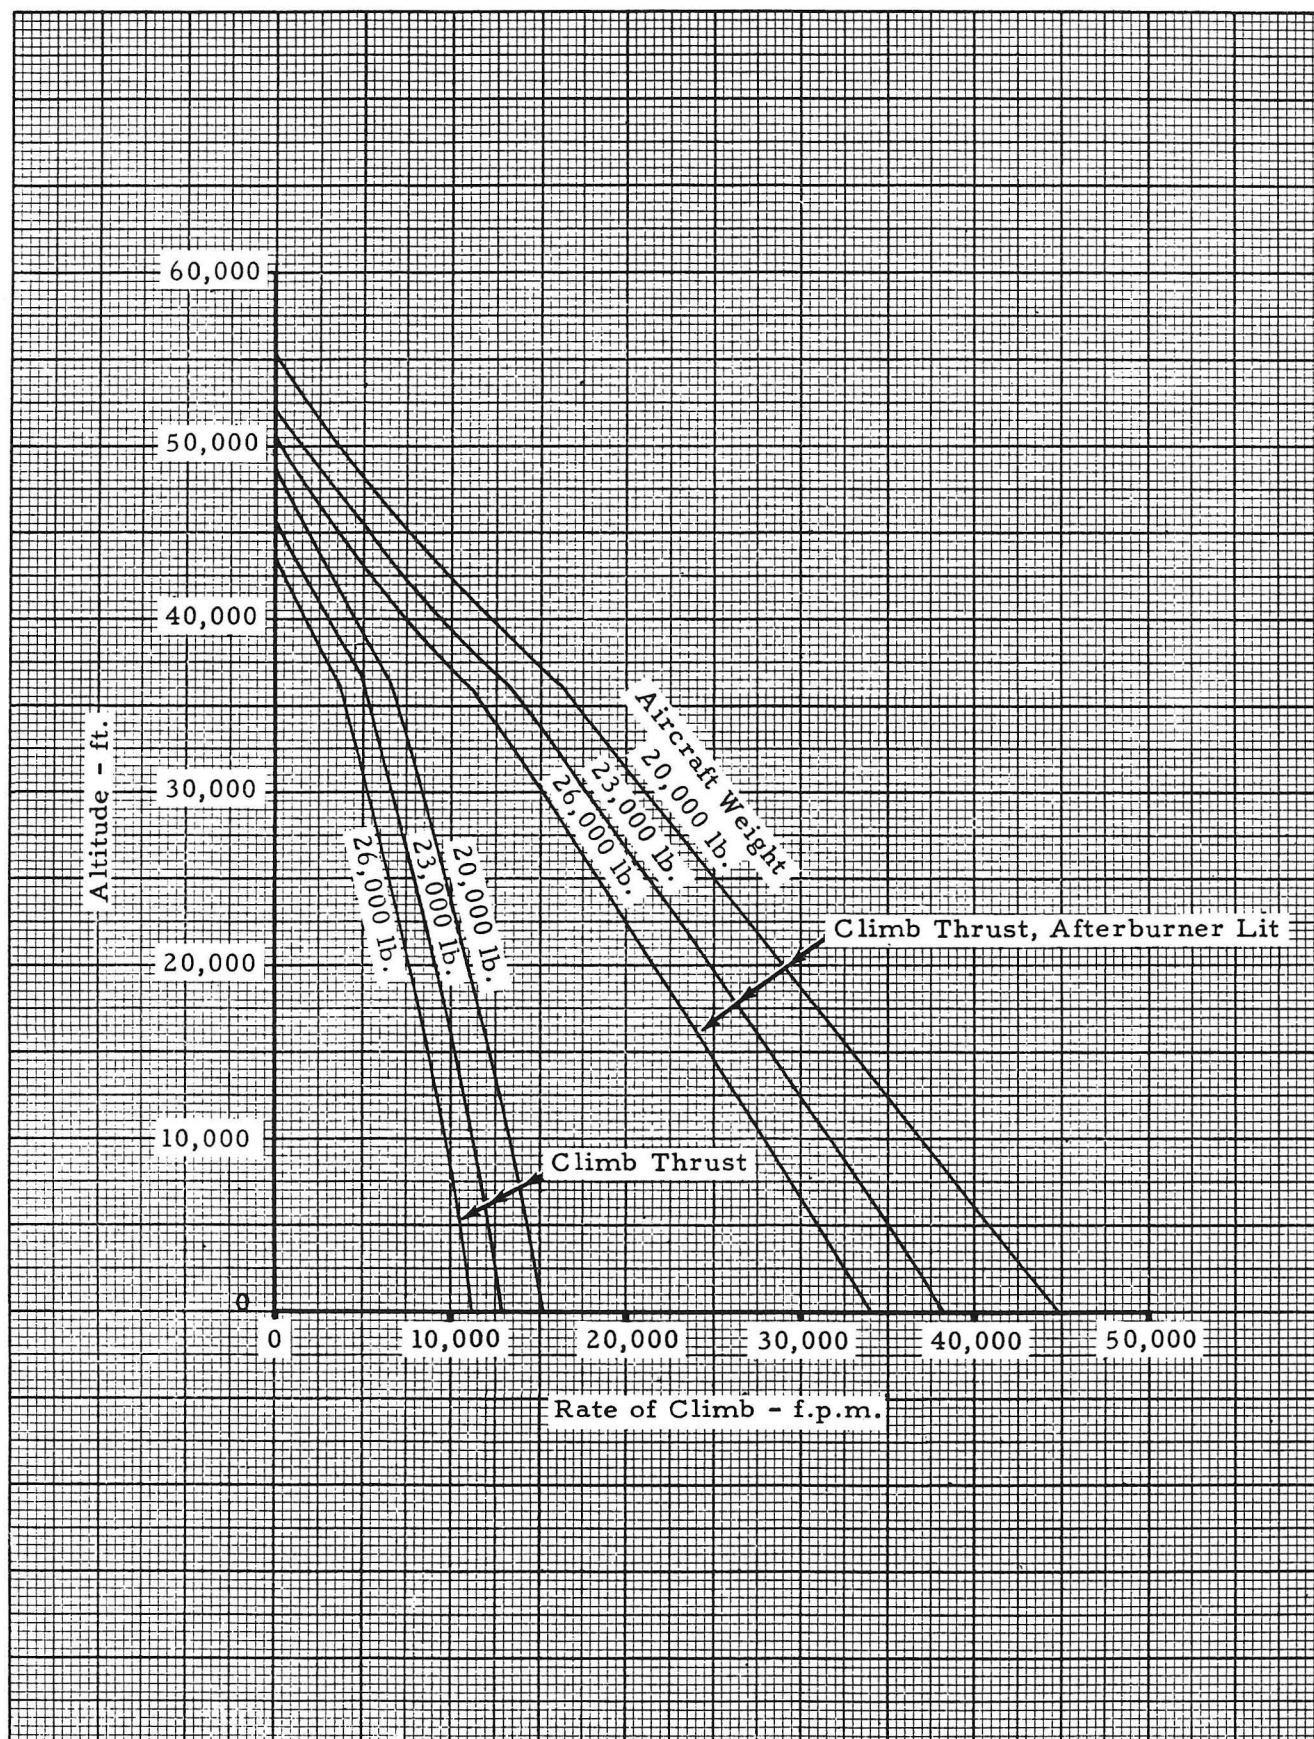 60,000
50,000
40,000
30,000
20,000
10,000
0
Altitude - ft.
Aircraft Weight
20,000 lb.
23,000 lb.
26,000 lb.
26,000 lb.
23,000 lb.
20,000 lb.
Climb Thrust, Afterburner Lit
Climb Thrust
0
10,000
20,000
30,000
40,000
50,000
Rate of Climb - f.p.m.